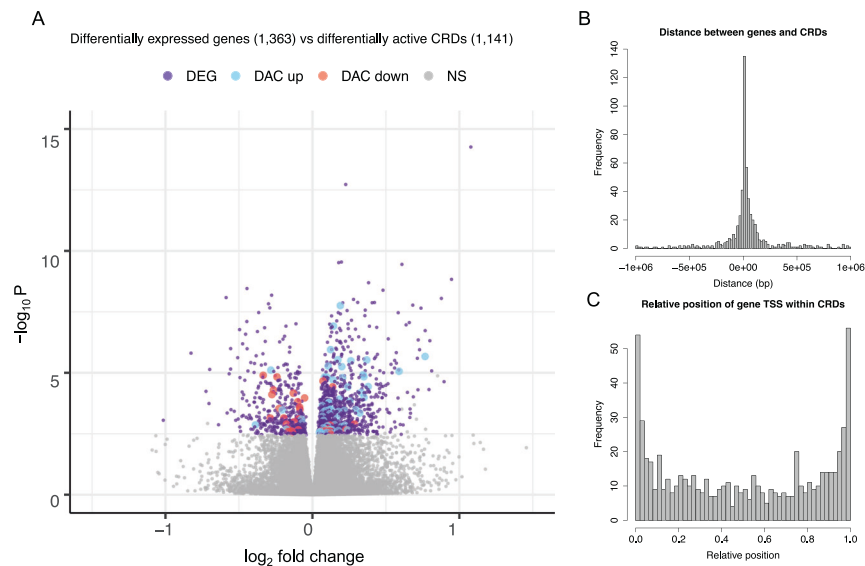 A
Differentially expressed genes (1,363) vs differentially active CRDs (1,141)
DEG DAC up DAC down NS
15
10
5
0
−log10 P
−1 0 1
log2 fold change
B
Distance between genes and CRDs
140
120
100
80
60
40
20
0
Frequency
−1e+06 −5e+05 0e+00 5e+05 1e+06
Distance (bp)
C
Relative position of gene TSS within CRDs
50
40
30
20
10
0
Frequency
0.0 0.2 0.4 0.6 0.8 1.0
Relative position